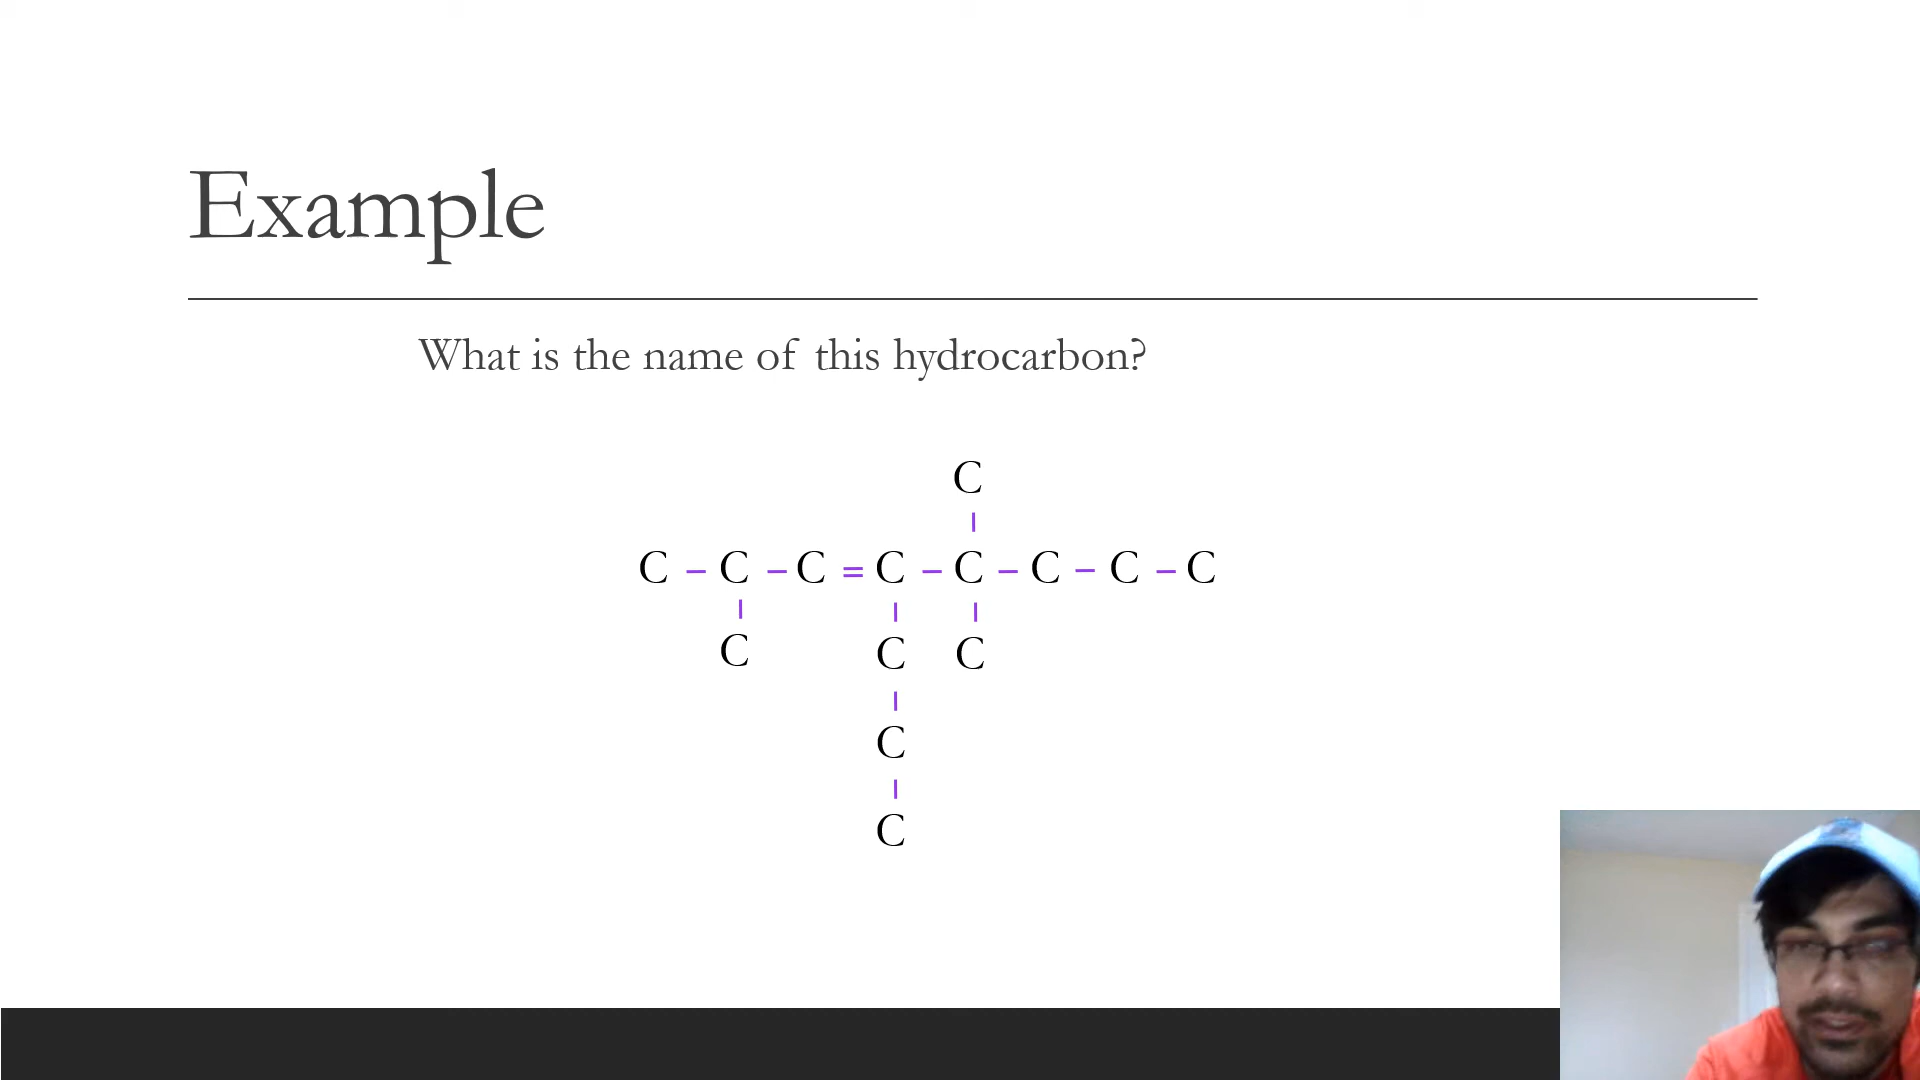 Example
What is the name of this hydrocarbon?
C
C – C – C = C – C – C – C – C
C C C
C
C